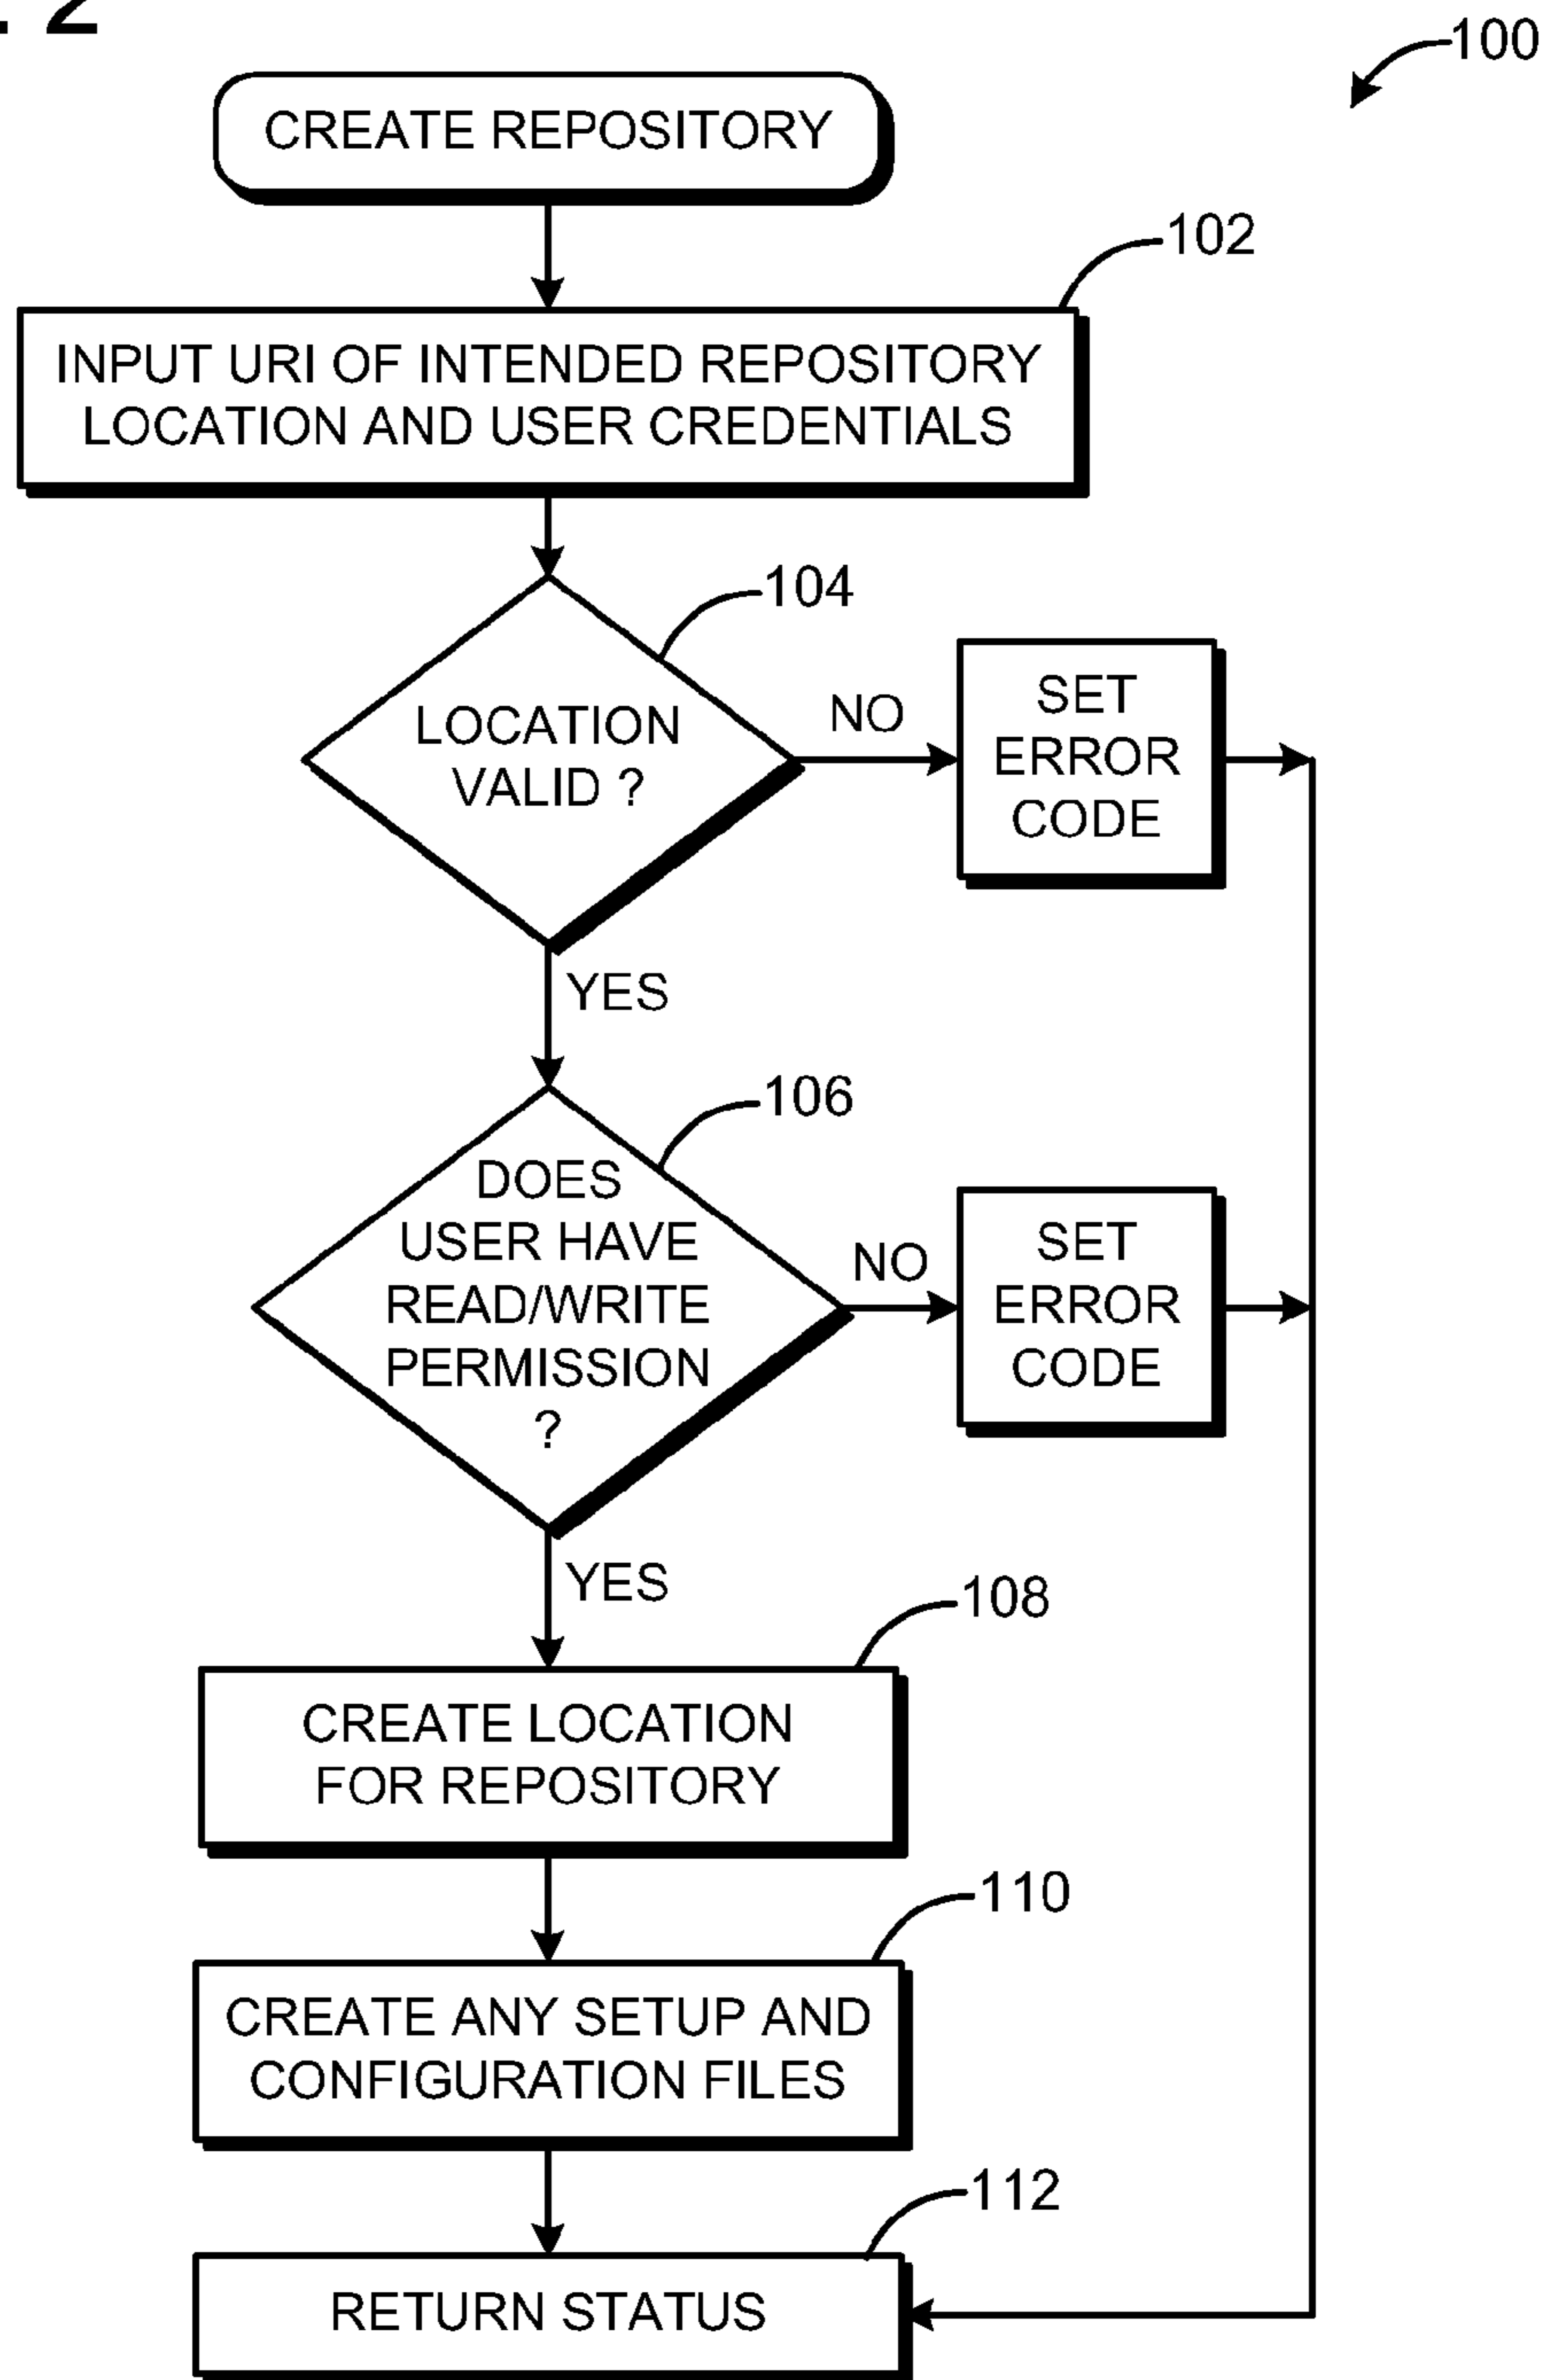 . 2
100
CREATE REPOSITORY
102
INPUT URI OF INTENDED REPOSITORY
LOCATION AND USER CREDENTIALS
104
LOCATION
VALID ?
NO
SET
ERROR
CODE
YES
106
DOES
USER HAVE
READ/WRITE
PERMISSION
?
NO
SET
ERROR
CODE
YES
108
CREATE LOCATION
FOR REPOSITORY
110
CREATE ANY SETUP AND
CONFIGURATION FILES
112
RETURN STATUS